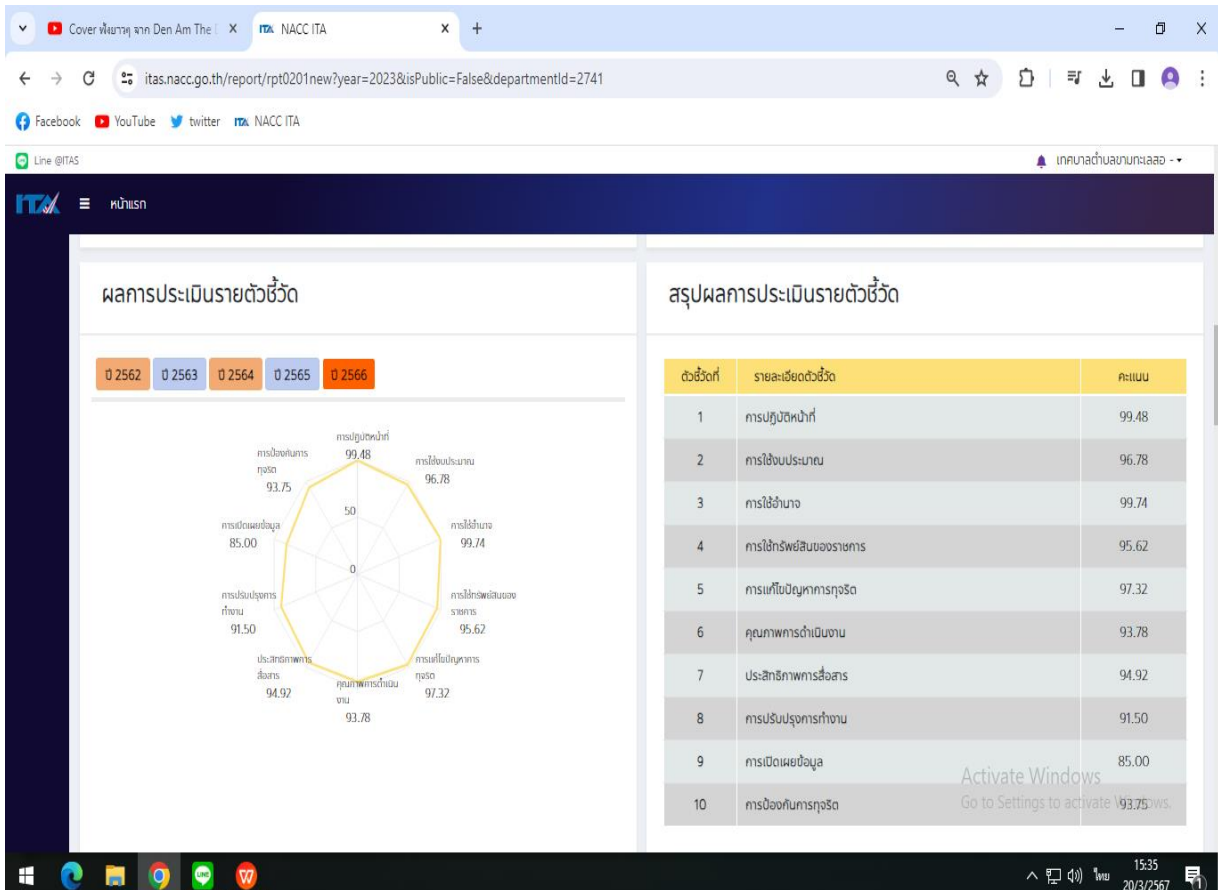 Cover พี่เยาวๆ จาก Den Am The
NACC ITA
itas.nacc.go.th/report/rpt0201new?year=2023&isPublic=False&departmentId=2741
Facebook YouTube twitter NACC ITA
Line @ITAS
เทศบาลตำบลขามทะเลสอ -
ITA หน้าแรก
ผลการประเมินรายตัวชี้วัด
ปี 2562 ปี 2563 ปี 2564 ปี 2565 ปี 2566
การปฏิบัติหน้าที่
99.48
การใช้งบประมาณ
96.78
การใช้อำนาจ
99.74
การใช้ทรัพย์สินของ
ราชการ
95.62
การแก้ไขปัญหาการ
ทุจริต
97.32
คุณภาพการดำเนิน
งาน
93.78
ประสิทธิภาพการ
สื่อสาร
94.92
การปรับปรุงการ
ทำงาน
91.50
การเปิดเผยข้อมูล
85.00
การป้องกันการ
ทุจริต
93.75
50
0
สรุปผลการประเมินรายตัวชี้วัด
ตัวชี้วัดที่ รายละเอียดตัวชี้วัด คะแนน
1 การปฏิบัติหน้าที่ 99.48
2 การใช้งบประมาณ 96.78
3 การใช้อำนาจ 99.74
4 การใช้ทรัพย์สินของราชการ 95.62
5 การแก้ไขปัญหาการทุจริต 97.32
6 คุณภาพการดำเนินงาน 93.78
7 ประสิทธิภาพการสื่อสาร 94.92
8 การปรับปรุงการทำงาน 91.50
9 การเปิดเผยข้อมูล 85.00
10 การป้องกันการทุจริต 93.75
Activate Windows
Go to Settings to activate Windows.
LINE
ไทย
15:35
20/3/2567
1